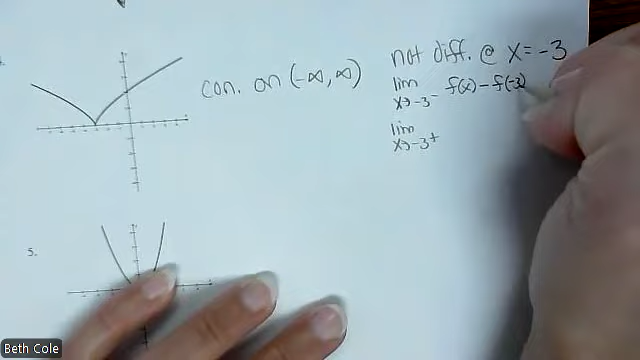 not diff. @ x = -3
con. on (-∞, ∞)
lim f(x) - f(-3)
x→-3⁻
lim
x→-3⁺
5.
Beth Cole